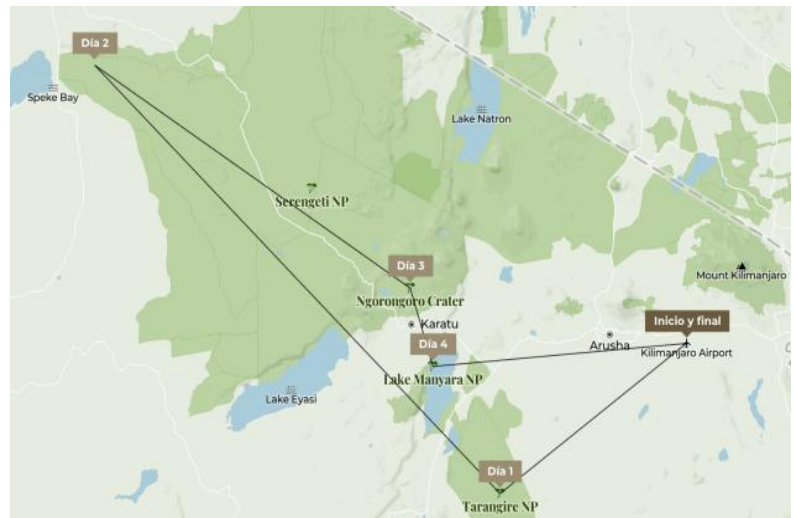 Día 2
Speke Bay
Lake Natron
Serengeti NP
Día 3
Mount Kilimanjaro
Ngorongoro Crater
Inicio y final
Karatu
Día 4
Arusha
Kilimanjaro Airport
Lake Manyara NP
Lake Eyasi
Día 1
Tarangire NP